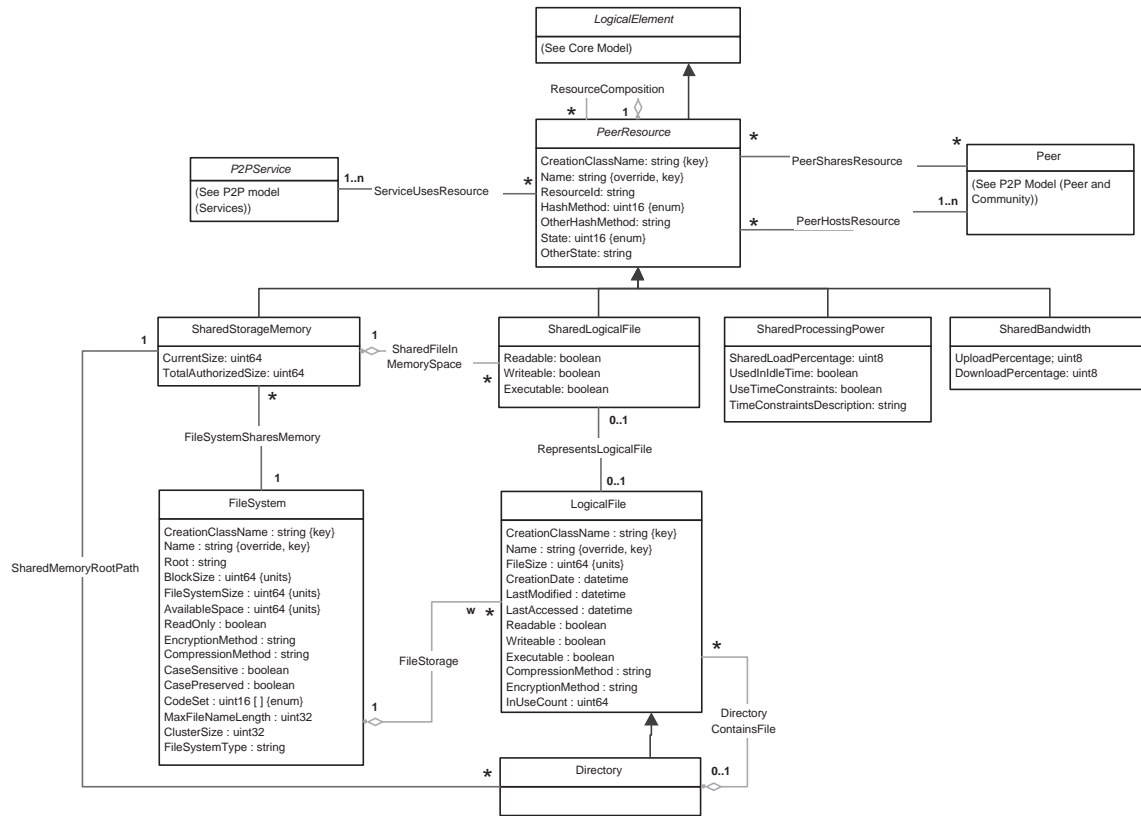 LogicalElement
(See Core Model)
ResourceComposition
*
1
PeerResource
CreationClassName: string {key}
Name: string {override, key}
ResourceId: string
HashMethod: uint16 {enum}
OtherHashMethod: string
State: uint16 {enum}
OtherState: string
P2PService
(See P2P model
(Services))
1..n
ServiceUsesResource
*
*
PeerSharesResource
*
Peer
(See P2P Model (Peer and
Community))
*
PeerHostsResource
1..n
SharedStorageMemory
CurrentSize: uint64
TotalAuthorizedSize: uint64
1
1
SharedFileIn
MemorySpace
*
SharedLogicalFile
Readable: boolean
Writeable: boolean
Executable: boolean
SharedProcessingPower
SharedLoadPercentage: uint8
UsedInIdleTime: boolean
UseTimeConstraints: boolean
TimeConstraintsDescription: string
SharedBandwidth
UploadPercentage; uint8
DownloadPercentage: uint8
*
FileSystemSharesMemory
1
0..1
RepresentsLogicalFile
0..1
FileSystem
CreationClassName : string {key}
Name : string {override, key}
Root : string
BlockSize : uint64 {units}
FileSystemSize : uint64 {units}
AvailableSpace : uint64 {units}
ReadOnly : boolean
EncryptionMethod : string
CompressionMethod : string
CaseSensitive : boolean
CasePreserved : boolean
CodeSet : uint16 [ ] {enum}
MaxFileNameLength : uint32
ClusterSize : uint32
FileSystemType : string
SharedMemoryRootPath
LogicalFile
CreationClassName : string {key}
Name : string {override, key}
FileSize : uint64 {units}
CreationDate : datetime
LastModified : datetime
LastAccessed : datetime
Readable : boolean
Writeable : boolean
Executable : boolean
CompressionMethod : string
EncryptionMethod : string
InUseCount : uint64
w
*
FileStorage
1
*
Directory
ContainsFile
0..1
*
Directory